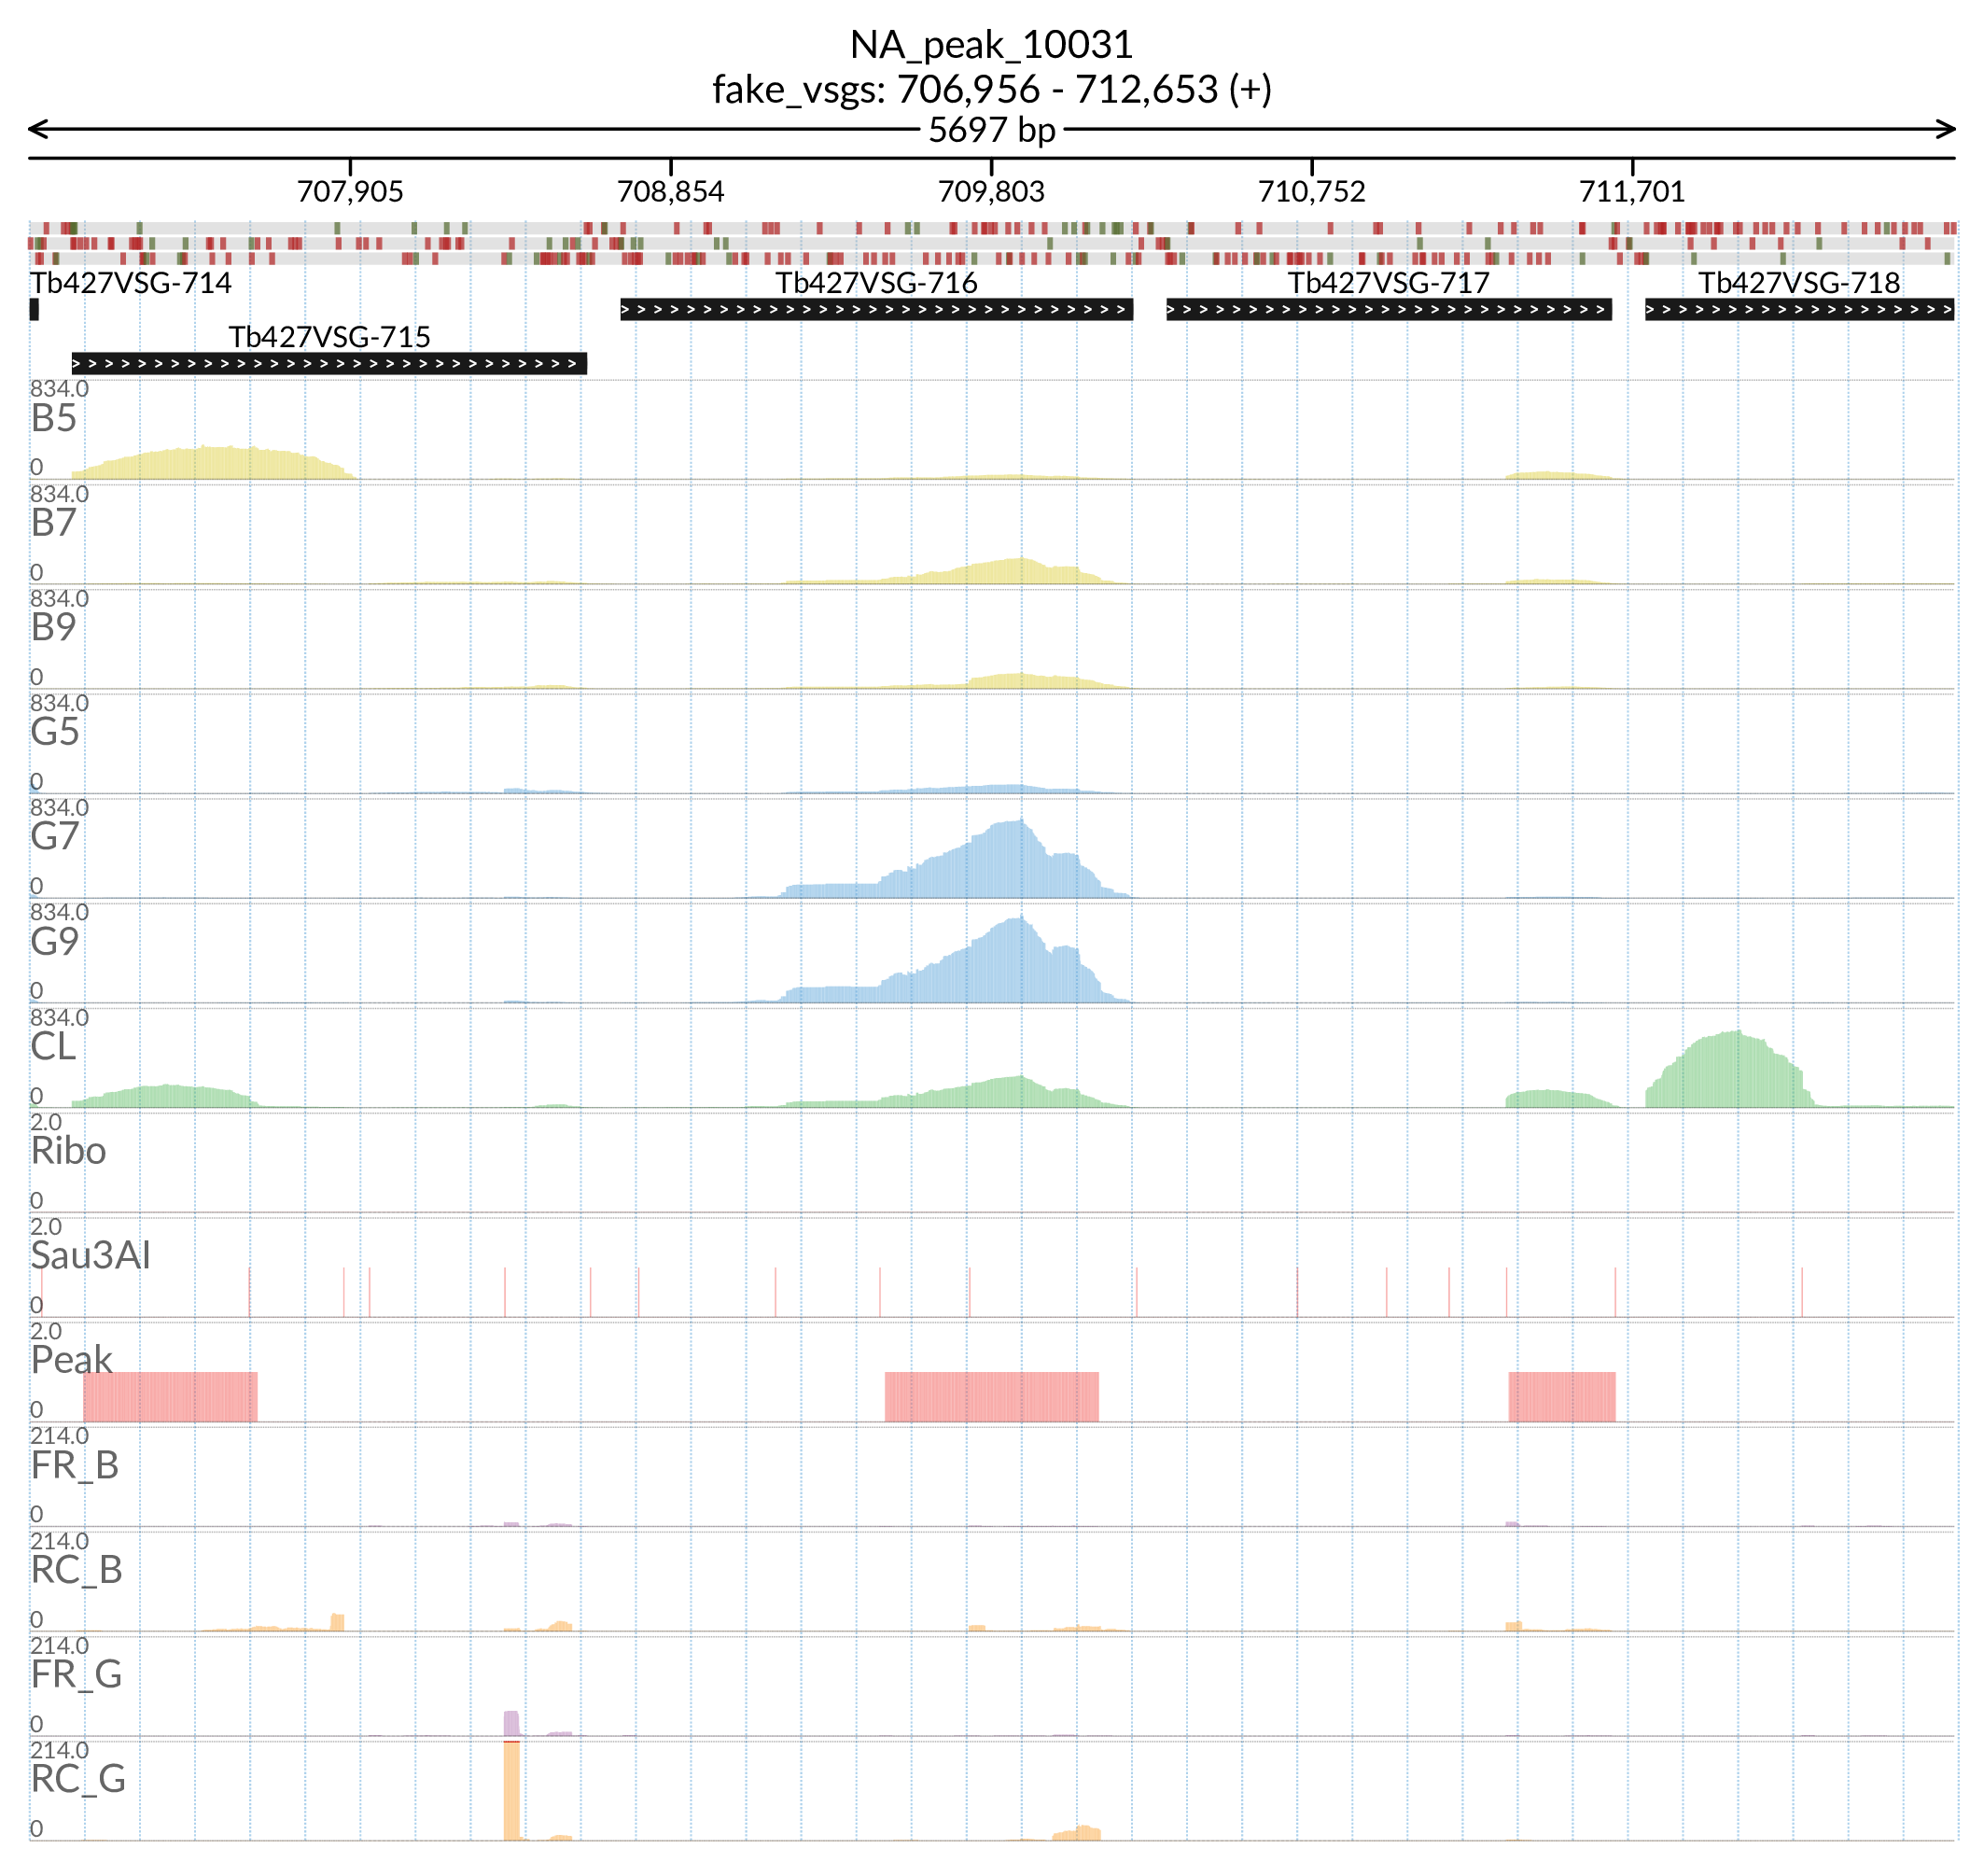 NA_peak_10031
fake_vsgs: 706,956 - 712,653 (+)
5697 bp
707,905 708,854 709,803 710,752 711,701
Tb427VSG-714 Tb427VSG-716 Tb427VSG-717 Tb427VSG-718
Tb427VSG-715
834.0
B5
0
834.0
B7
0
834.0
B9
0
834.0
G5
0
834.0
G7
0
834.0
G9
0
834.0
CL
0
2.0
Ribo
0
2.0
Sau3AI
0
2.0
Peak
0
214.0
FR_B
0
214.0
RC_B
0
214.0
FR_G
0
214.0
RC_G
0